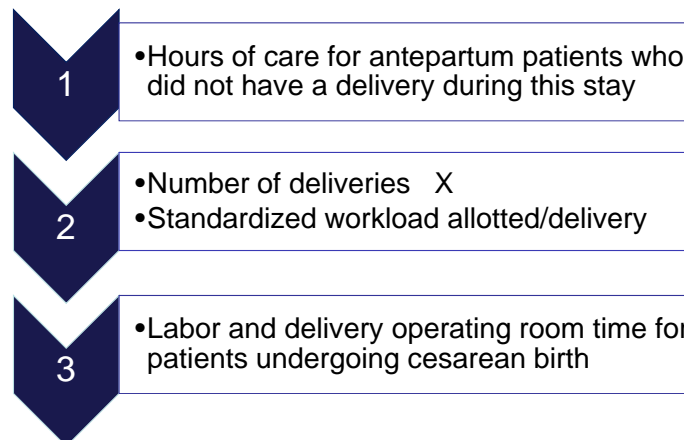 1
•Hours of care for antepartum patients who
did not have a delivery during this stay
2
•Number of deliveries X
•Standardized workload allotted/delivery
3
•Labor and delivery operating room time for
patients undergoing cesarean birth